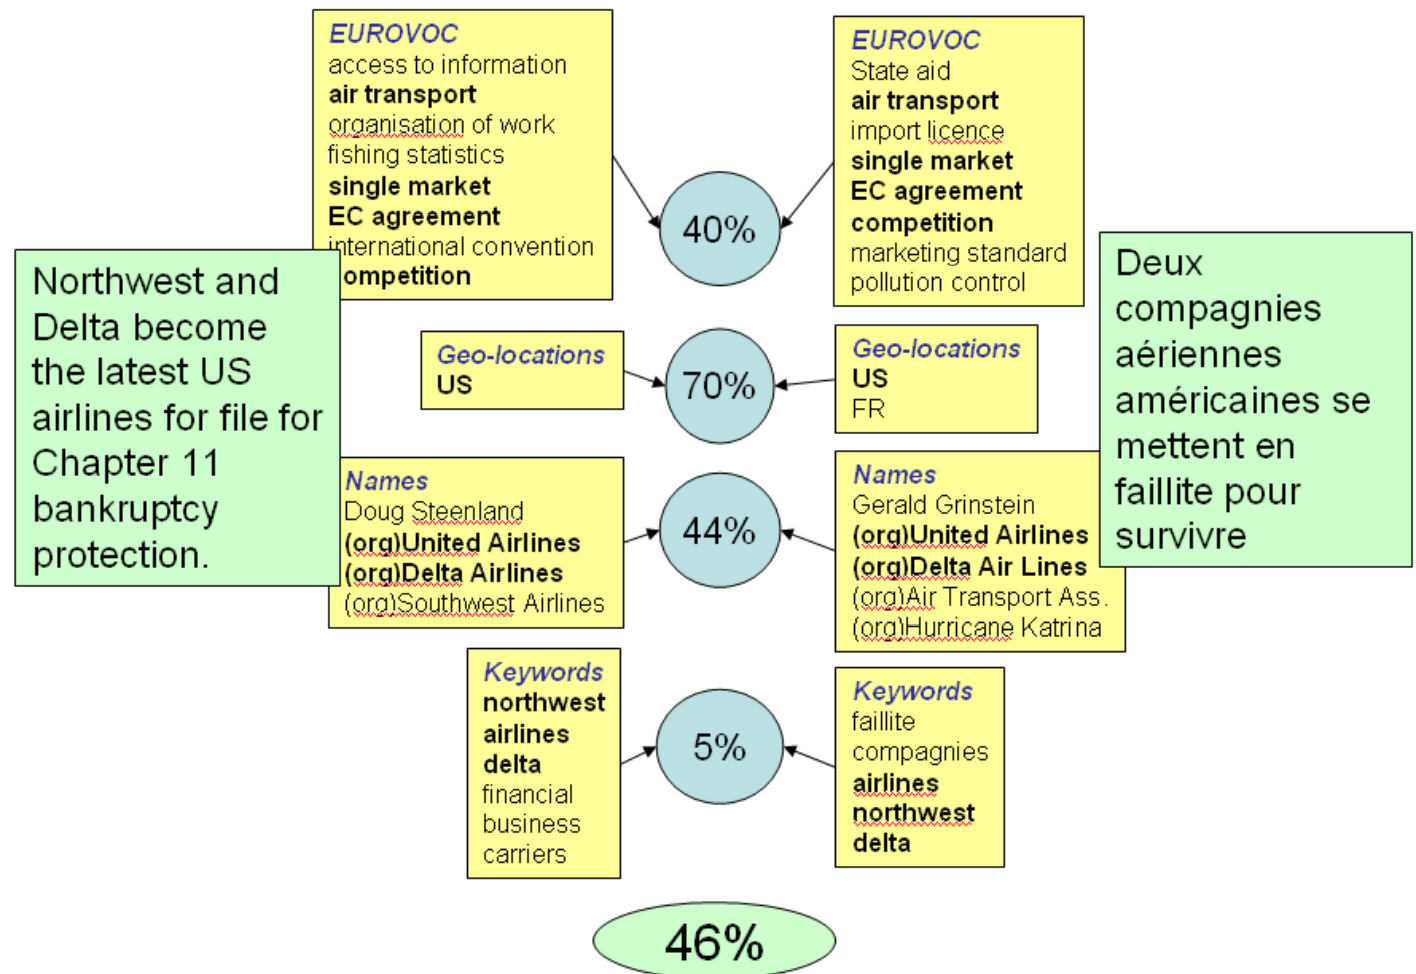 EUROVOC
access to information
air transport
organisation of work
fishing statistics
single market
EC agreement
international convention
competition
EUROVOC
State aid
air transport
import licence
single market
EC agreement
competition
marketing standard
pollution control
40%
Northwest and
Delta become
the latest US
airlines for file for
Chapter 11
bankruptcy
protection.
Deux
compagnies
aériennes
américaines se
mettent en
faillite pour
survivre
Geo-locations
US
70%
Geo-locations
US
FR
Names
Doug Steenland
(org)United Airlines
(org)Delta Airlines
(org)Southwest Airlines
44%
Names
Gerald Grinstein
(org)United Airlines
(org)Delta Air Lines
(org)Air Transport Ass.
(org)Hurricane Katrina
Keywords
northwest
airlines
delta
financial
business
carriers
5%
Keywords
faillite
compagnies
airlines
northwest
delta
46%